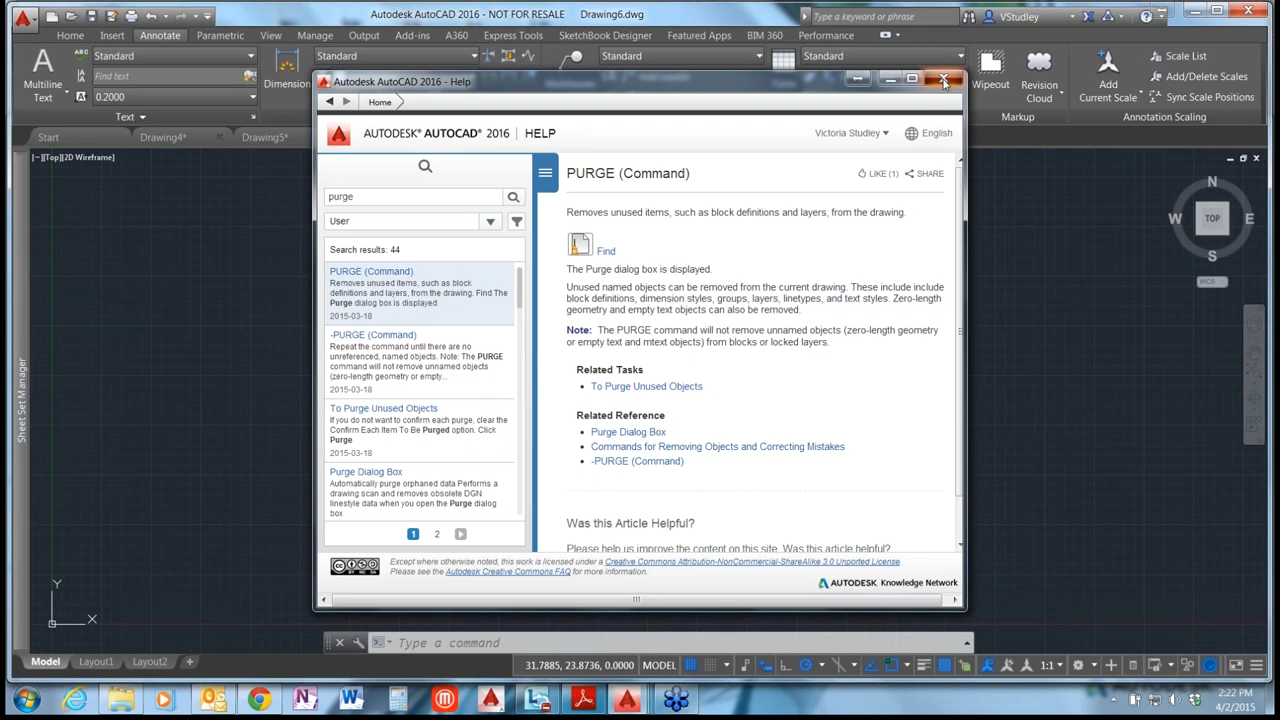 Autodesk AutoCAD 2016 - NOT FOR RESALE Drawing6.dwg
Type a keyword or phrase
VStudley
Home Insert Annotate Parametric View Manage Output Add-ins A360 Express Tools SketchBook Designer Featured Apps BIM 360 Performance
Multiline
Text
Standard
Find text
0.2000
Text
Dimension
Standard
Standard
Standard
Wipeout
Revision
Cloud
Markup
Add
Current Scale
Scale List
Add/Delete Scales
Sync Scale Positions
Annotation Scaling
Start Drawing4* Drawing5*
[–][Top][2D Wireframe]
Autodesk AutoCAD 2016 - Help
Home
AUTODESK® AUTOCAD® 2016 | HELP
Victoria Studley
English
purge
User
Search results: 44
PURGE (Command)
Removes unused items, such as block
definitions and layers, from the drawing. Find The
Purge dialog box is displayed
2015-03-18
-PURGE (Command)
Repeat the command until there are no
unreferenced, named objects. Note: The PURGE
command will not remove unnamed objects
(zero-length geometry or empty...
2015-03-18
To Purge Unused Objects
If you do not want to confirm each purge, clear the
Confirm Each Item To Be Purged option. Click
Purge
2015-03-18
Purge Dialog Box
Automatically purge orphaned data Performs a
drawing scan and removes obsolete DGN
linestyle data when you open the Purge dialog
box
1 2
PURGE (Command)
LIKE (1) SHARE
Removes unused items, such as block definitions and layers, from the drawing.
Find
The Purge dialog box is displayed.
Unused named objects can be removed from the current drawing. These include include
block definitions, dimension styles, groups, layers, linetypes, and text styles. Zero-length
geometry and empty text objects can also be removed.
Note: The PURGE command will not remove unnamed objects (zero-length geometry
or empty text and mtext objects) from blocks or locked layers.
Related Tasks
• To Purge Unused Objects
Related Reference
• Purge Dialog Box
• Commands for Removing Objects and Correcting Mistakes
• -PURGE (Command)
Was this Article Helpful?
Please help us improve the content on this site. Was this article helpful?
Except where otherwise noted, this work is licensed under a Creative Commons Attribution-NonCommercial-ShareAlike 3.0 Unported License.
Please see the Autodesk Creative Commons FAQ for more information.
AUTODESK Knowledge Network
N
W TOP E
S
WCS
Sheet Set Manager
Y
X
Type a command
Model Layout1 Layout2
31.7885, 23.8736, 0.0000 MODEL
1:1
2:22 PM
4/2/2015